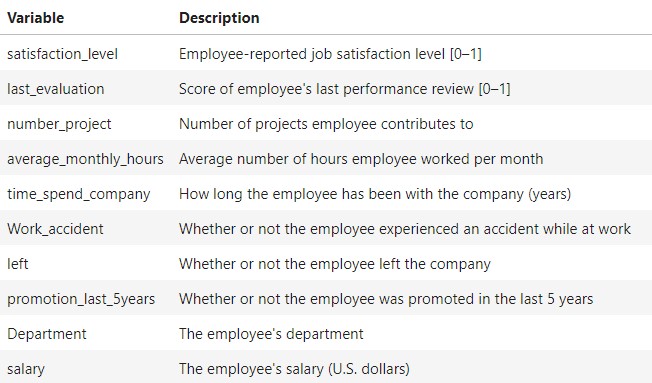 Variable Description
satisfaction_level Employee-reported job satisfaction level [0–1]
last_evaluation Score of employee's last performance review [0–1]
number_project Number of projects employee contributes to
average_monthly_hours Average number of hours employee worked per month
time_spend_company How long the employee has been with the company (years)
Work_accident Whether or not the employee experienced an accident while at work
left Whether or not the employee left the company
promotion_last_5years Whether or not the employee was promoted in the last 5 years
Department The employee's department
salary The employee's salary (U.S. dollars)